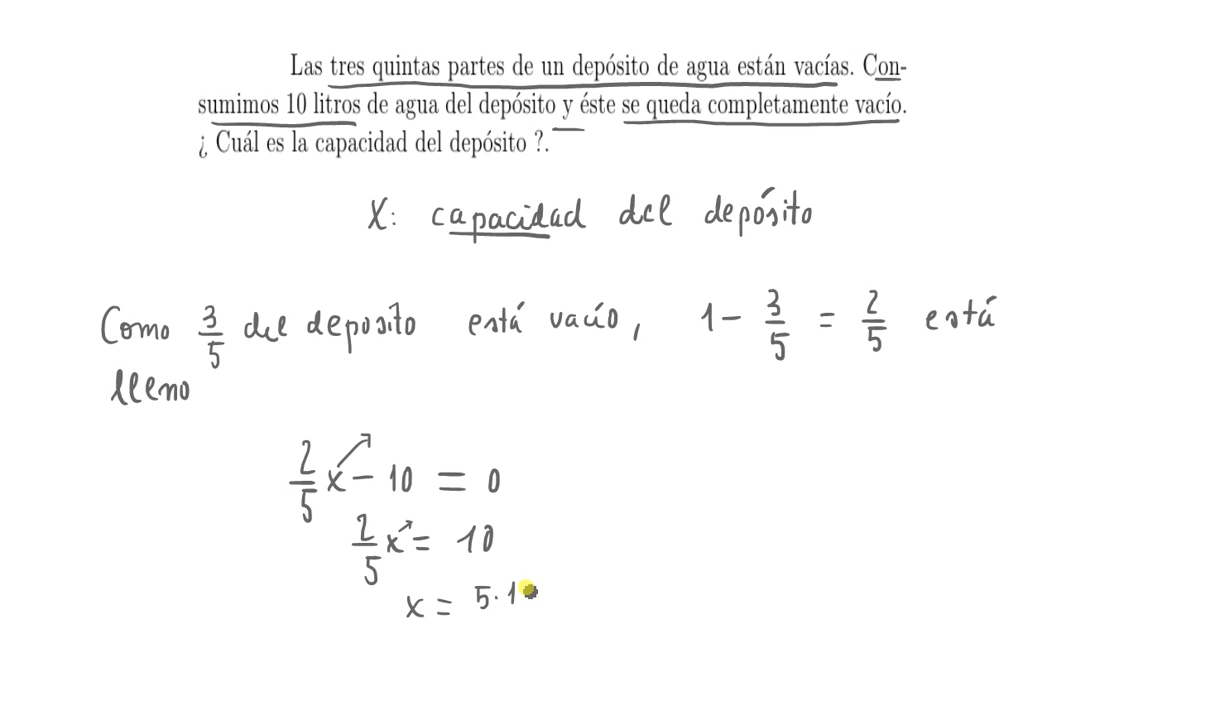 Las tres quintas partes de un depósito de agua están vacías. Con-
sumimos 10 litros de agua del depósito y éste se queda completamente vacío.
¿ Cuál es la capacidad del depósito ?.
X: capacidad del depósito
Como 3/5 del deposito está vacío, 1 - 3/5 = 2/5 está
lleno
2/5 x - 10 = 0
2/5 x = 10
x = 5·1